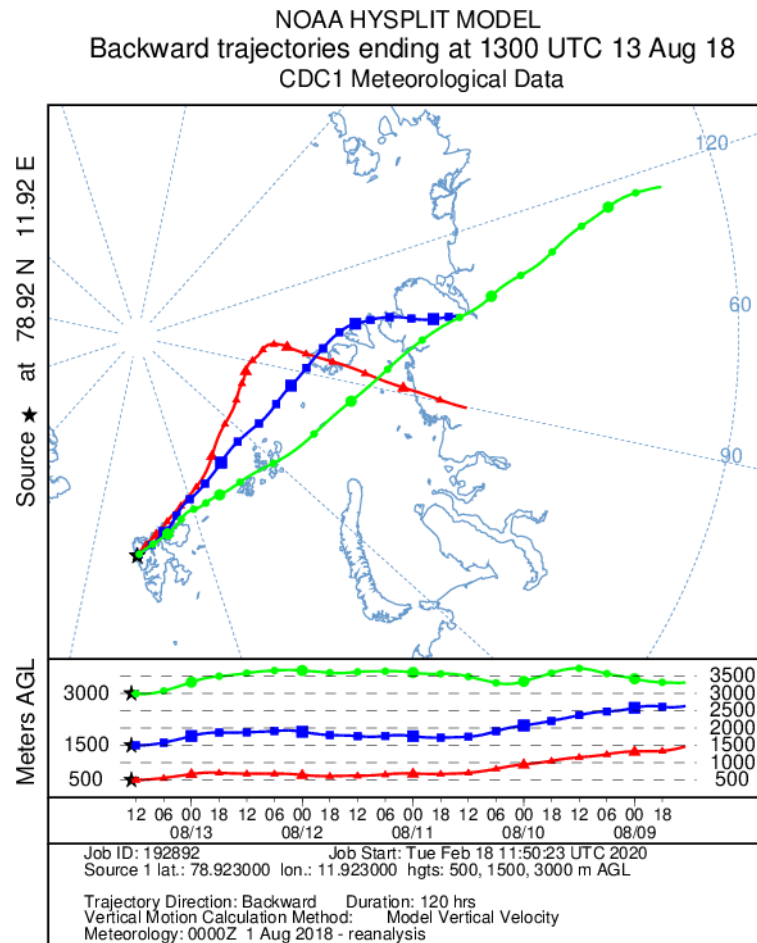 NOAA HYSPLIT MODEL
Backward trajectories ending at 1300 UTC 13 Aug 18
CDC1 Meteorological Data
Source ★ at 78.92 N 11.92 E
120
60
90
Meters AGL
3000
1500
500
3500
3000
2500
2000
1500
1000
500
12 06 00 18 12 06 00 18 12 06 00 18 12 06 00 18 12 06 00 18
08/13 08/12 08/11 08/10 08/09
Job ID: 192892 Job Start: Tue Feb 18 11:50:23 UTC 2020
Source 1 lat.: 78.923000 lon.: 11.923000 hgts: 500, 1500, 3000 m AGL
Trajectory Direction: Backward Duration: 120 hrs
Vertical Motion Calculation Method: Model Vertical Velocity
Meteorology: 0000Z 1 Aug 2018 - reanalysis